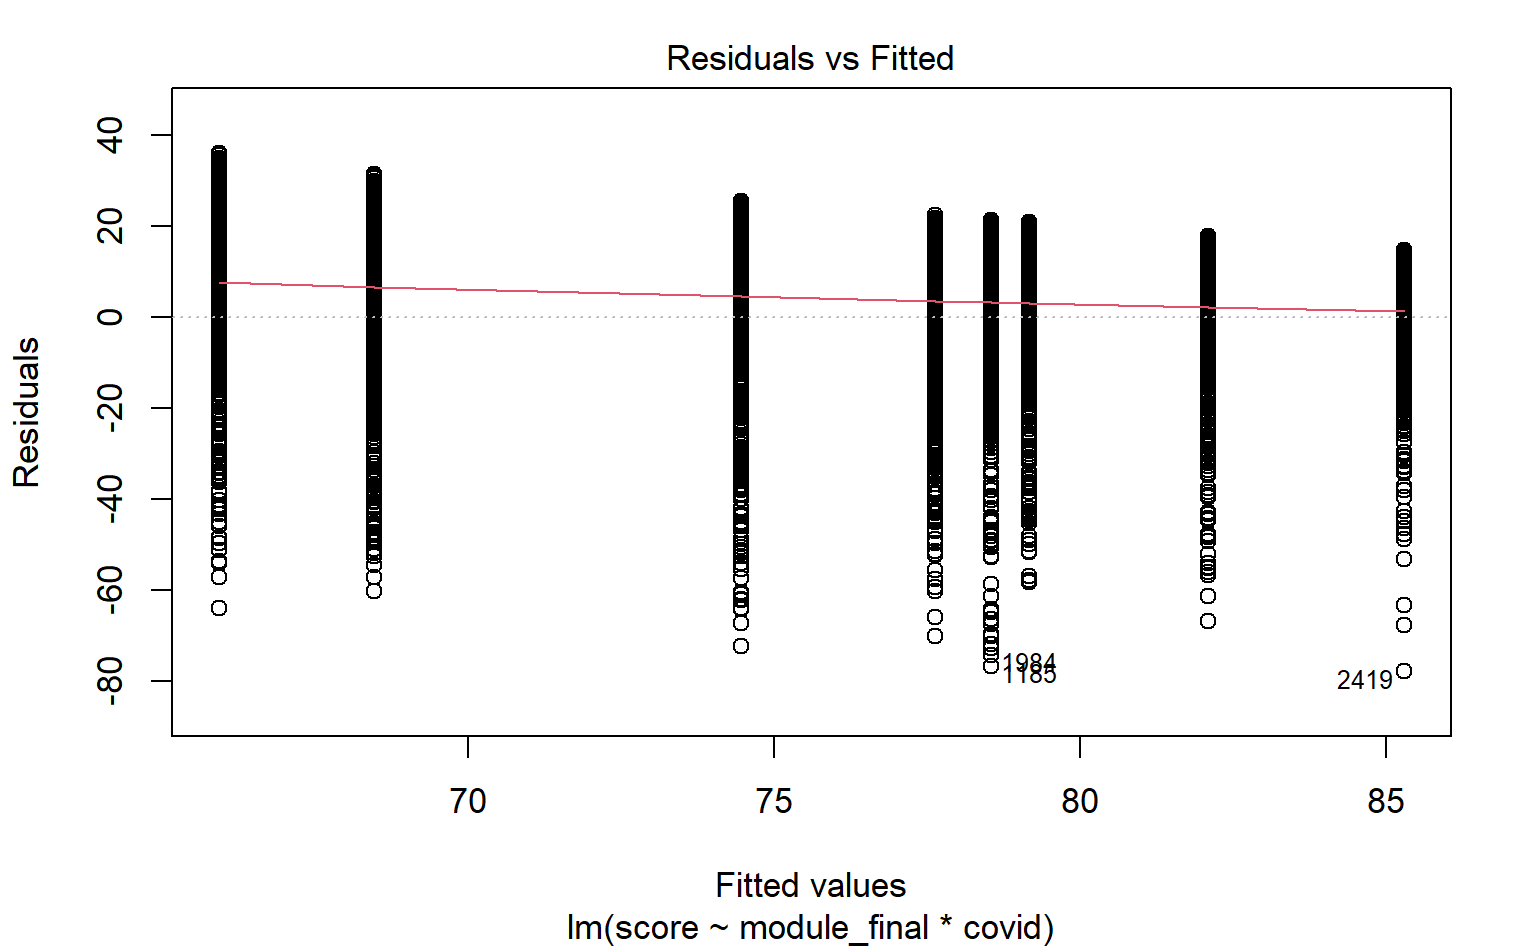 Residuals vs Fitted
Residuals
40
20
0
-20
-40
-60
-80
1984
1185
2419
70 75 80 85
Fitted values
lm(score ~ module_final * covid)